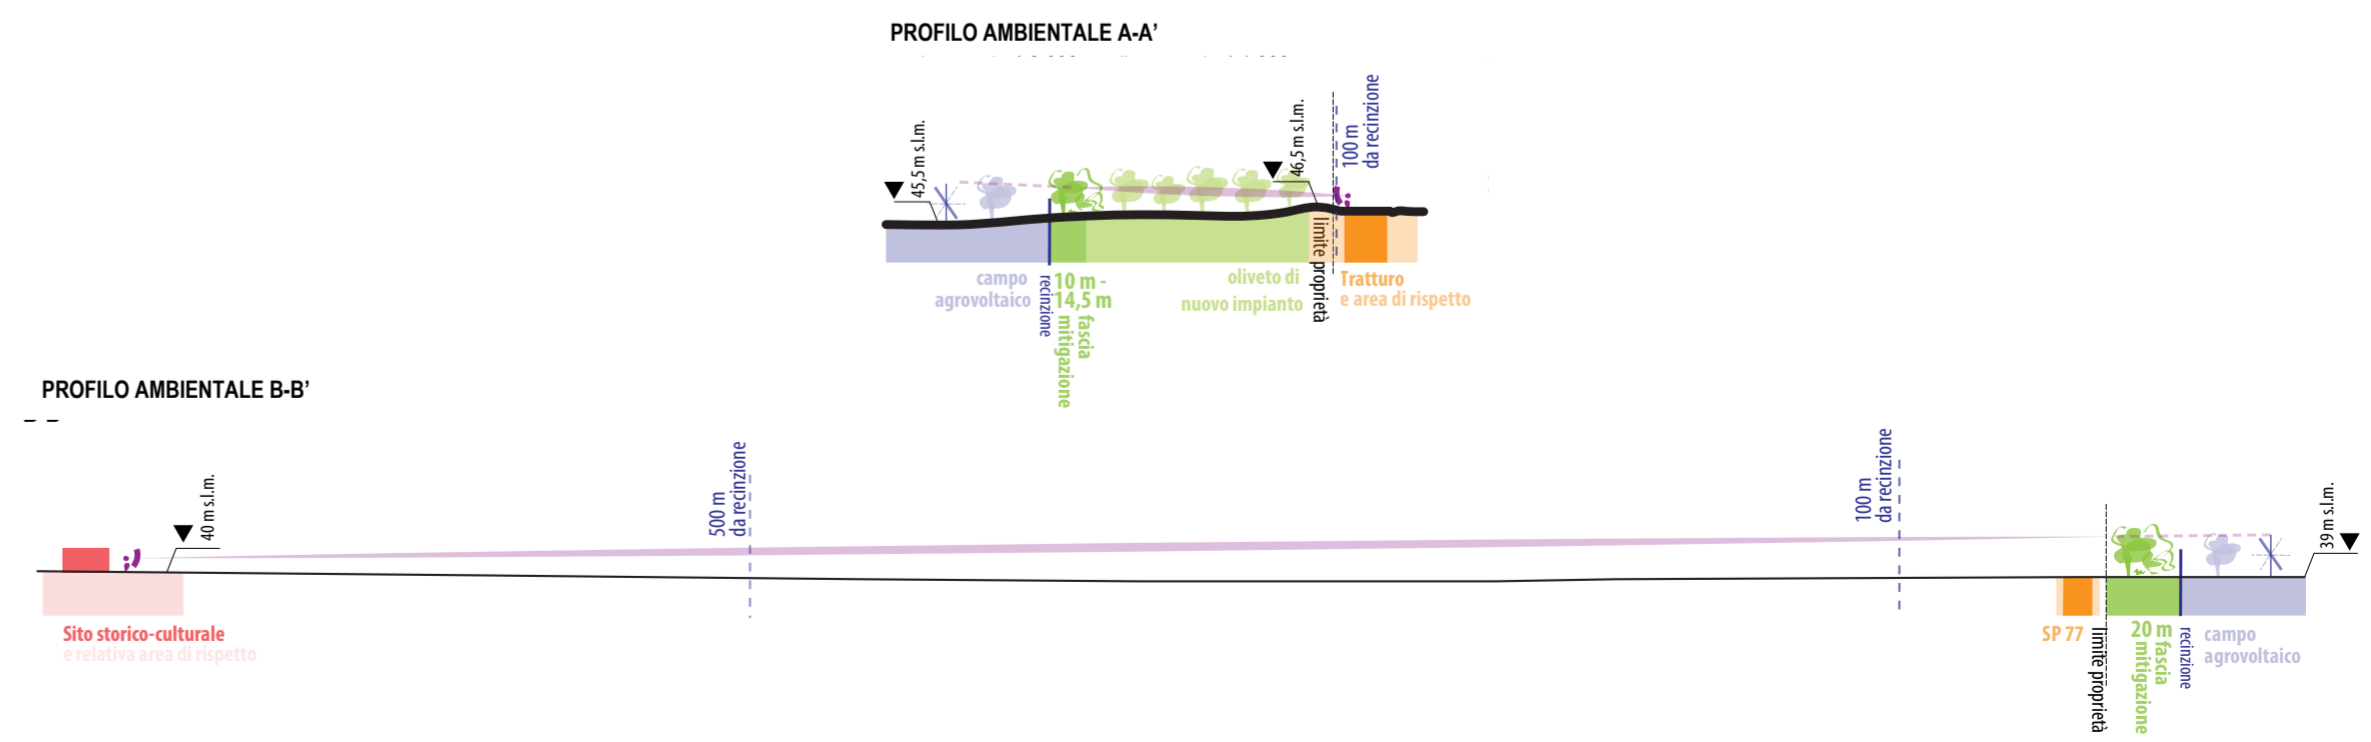 PROFILO AMBIENTALE A-A’
45,5 m s.l.m.
46,5 m s.l.m.
100 m
da recinzione
campo
agrovoltaico
recinzione
10 m -
14,5 m
fascia
mitigazione
oliveto di
nuovo impianto
limite proprietà
Tratturo
e area di rispetto
PROFILO AMBIENTALE B-B’
40 m s.l.m.
500 m
da recinzione
100 m
da recinzione
39 m s.l.m.
Sito storico-culturale
e relativa area di rispetto
SP 77
limite proprietà
20 m
fascia
mitigazione
recinzione
campo
agrovoltaico